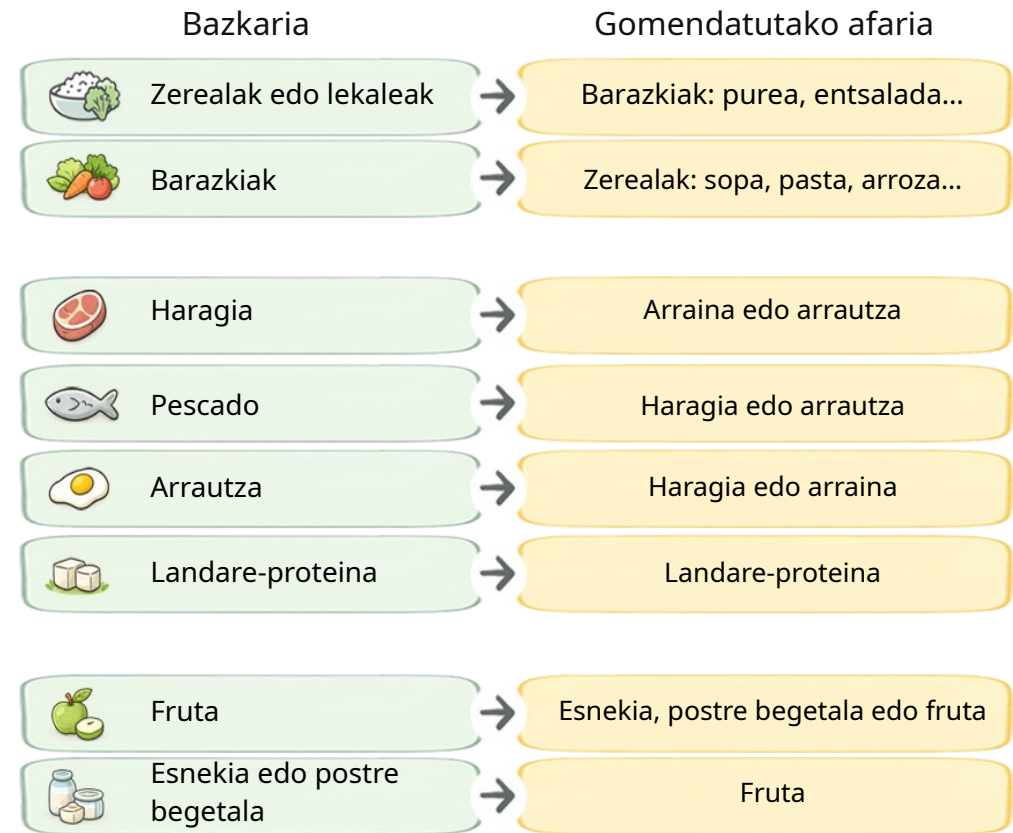 Bazkaria
Gomendatutako afaria
Zerealak edo lekaleak
Barazkiak: purea, entsalada...
Barazkiak
Zerealak: sopa, pasta, arroza...
Haragia
Arraina edo arrautza
Pescado
Haragia edo arrautza
Arrautza
Haragia edo arraina
Landare-proteina
Landare-proteina
Fruta
Esnekia, postre begetala edo fruta
Esnekia edo postre
begetala
Fruta